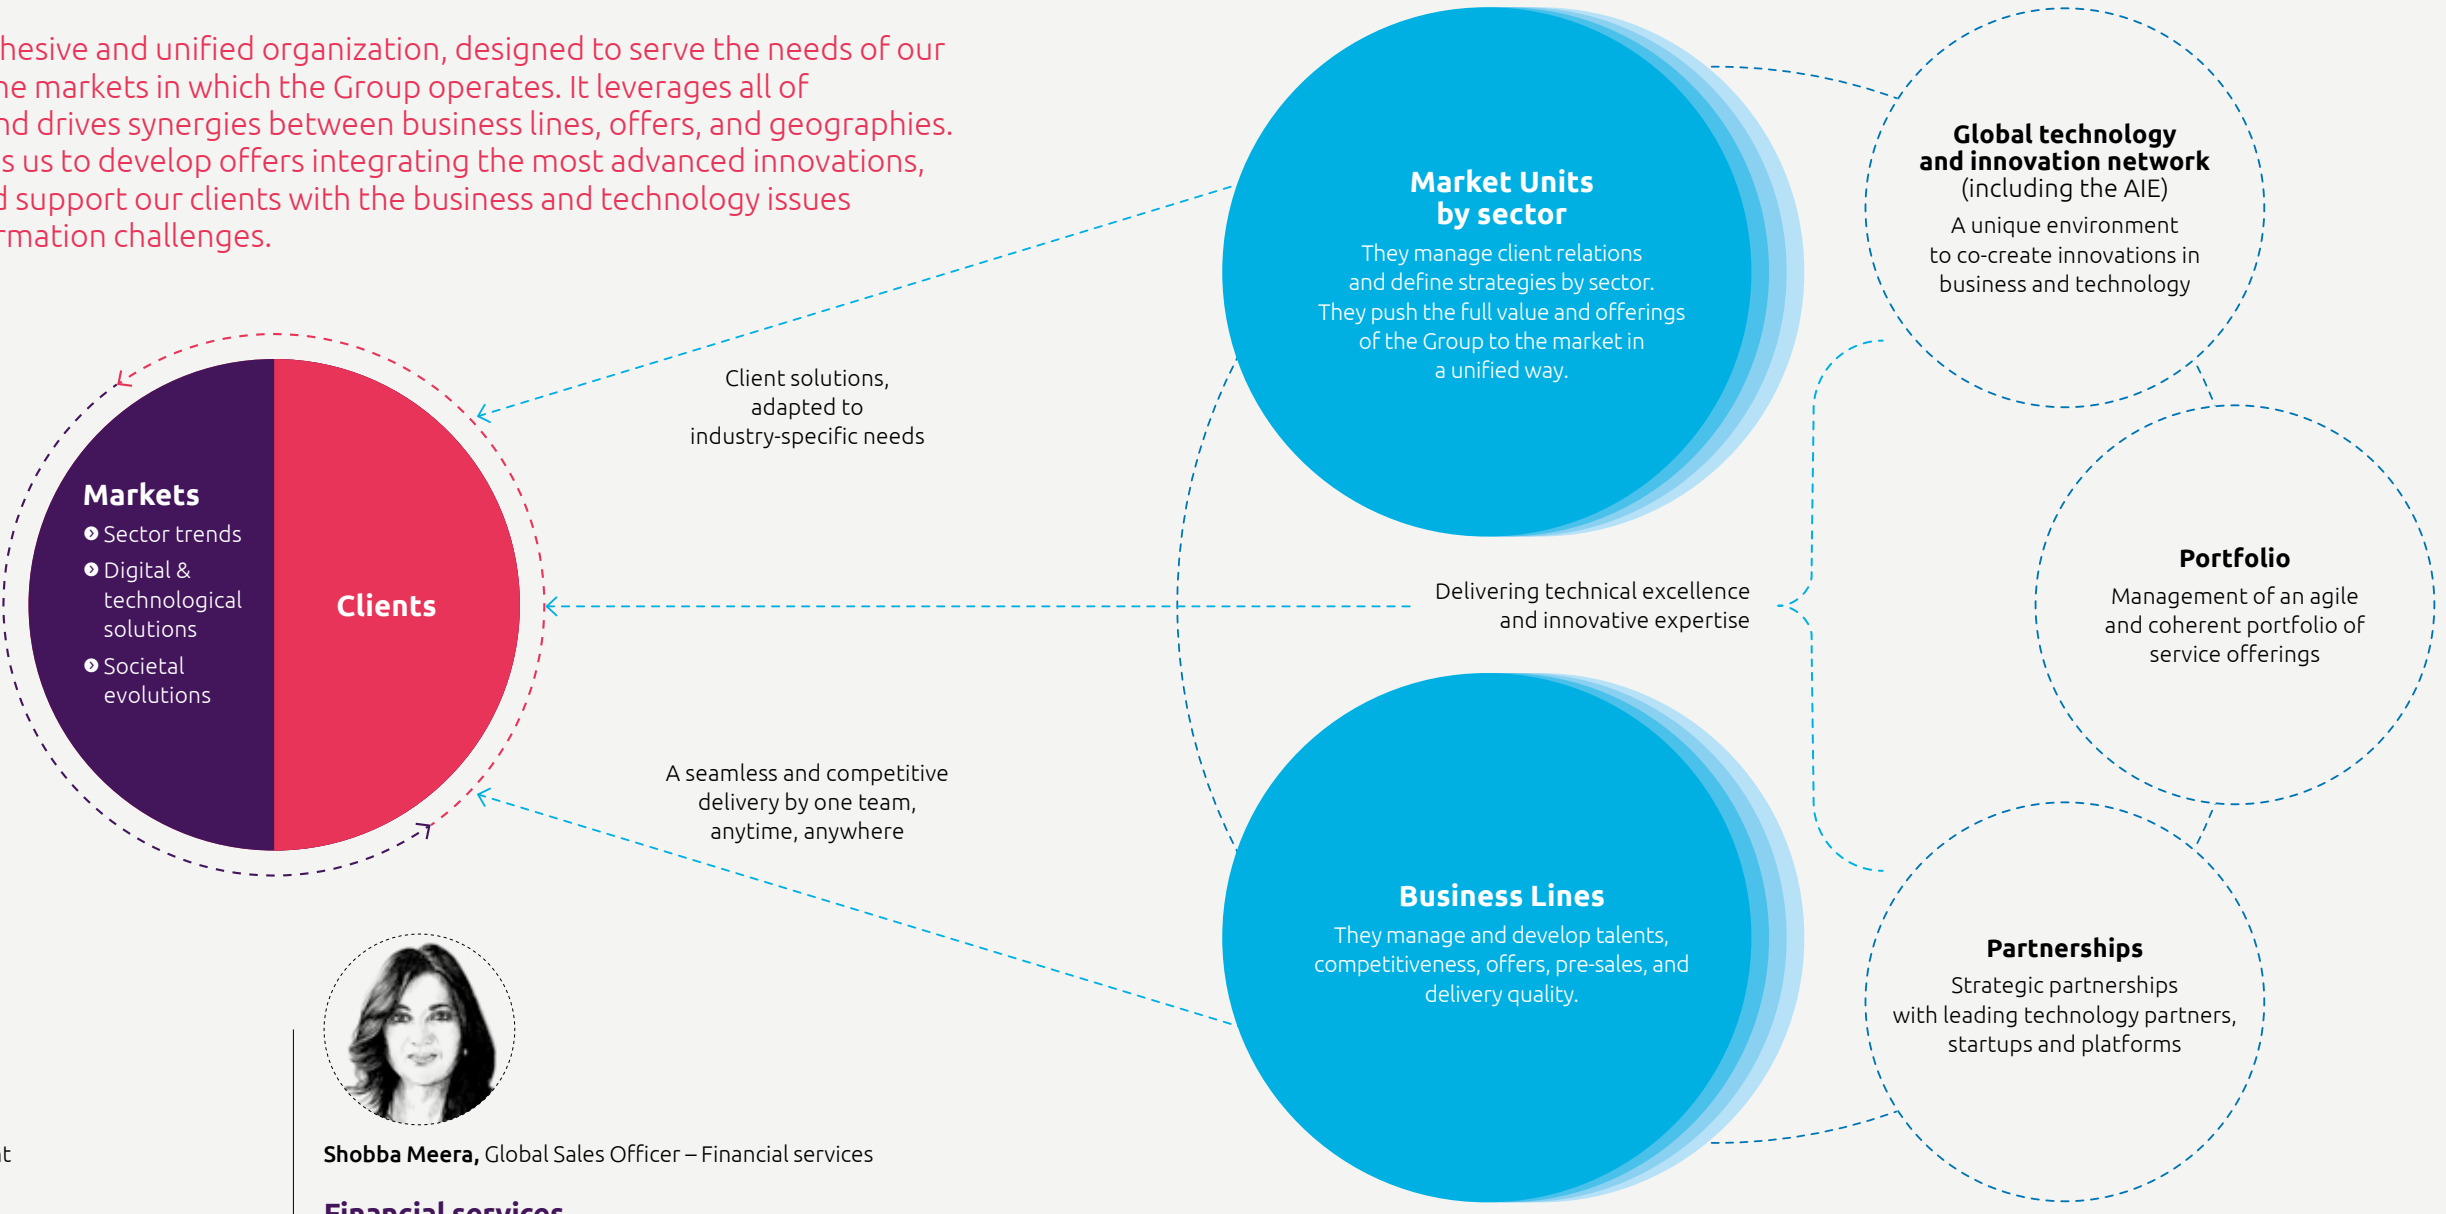 hesive and unified organization, designed to serve the needs of our
markets in which the Group operates. It leverages all of
drives synergies between business lines, offers, and geographies.
us to develop offers integrating the most advanced innovations,
support our clients with the business and technology issues
challenges.
Markets
Sector trends
Digital &
technological
solutions
Societal
evolutions
Clients
Client solutions,
adapted to
industry-specific needs
A seamless and competitive
delivery by one team,
anytime, anywhere
Market Units
by sector
They manage client relations
and define strategies by sector.
They push the full value and offerings
of the Group to the market in
a unified way.
Delivering technical excellence
and innovative expertise
Business Lines
They manage and develop talents,
competitiveness, offers, pre-sales, and
delivery quality.
Global technology
and innovation network
(including the AIE)
A unique environment
to co-create innovations in
business and technology
Portfolio
Management of an agile
and coherent portfolio of
service offerings
Partnerships
Strategic partnerships
with leading technology partners,
startups and platforms
Shobba Meera, Global Sales Officer – Financial services
Financial services